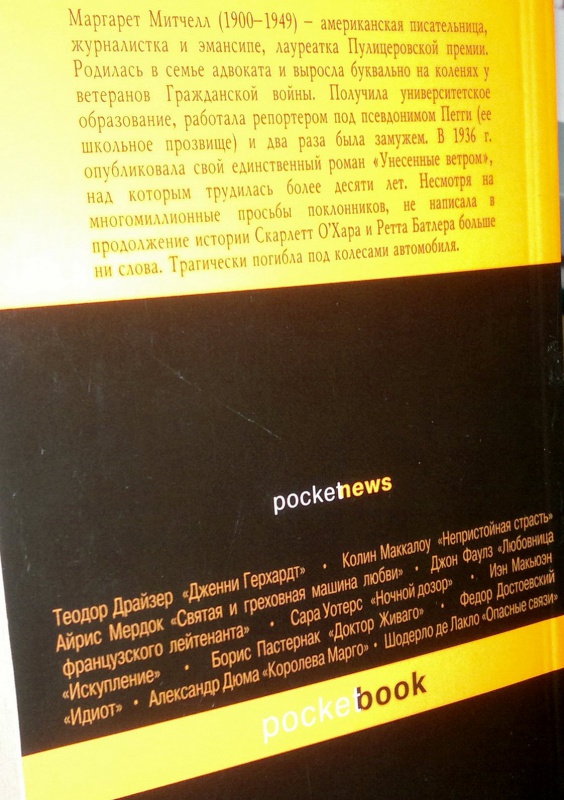 Маргарет Митчелл (1900–1949) – американская писательница,
журналистка и эмансипе, лауреатка Пулицеровской премии.
Родилась в семье адвоката и выросла буквально на коленях у
ветеранов Гражданской войны. Получила университетское
образование, работала репортером под псевдонимом Пегги (ее
школьное прозвище) и два раза была замужем. В 1936 г.
опубликовала свой единственный роман «Унесенные ветром»,
над которым трудилась более десяти лет. Несмотря на
многомиллионные просьбы поклонников, не написала в
продолжение истории Скарлетт О'Хара и Ретта Батлера больше
ни слова. Трагически погибла под колесами автомобиля.
pocketnews
Теодор Драйзер «Дженни Герхардт» • Колин Маккалоу «Непристойная страсть»
Айрис Мердок «Святая и греховная машина любви» • Джон Фаулз «Любовница
французского лейтенанта» • Сара Уотерс «Ночной дозор» • Иэн Макьюэн
«Искупление» • Борис Пастернак «Доктор Живаго» • Федор Достоевский
«Идиот» • Александр Дюма «Королева Марго» • Шодерло де Лакло «Опасные связи»
pocketbook